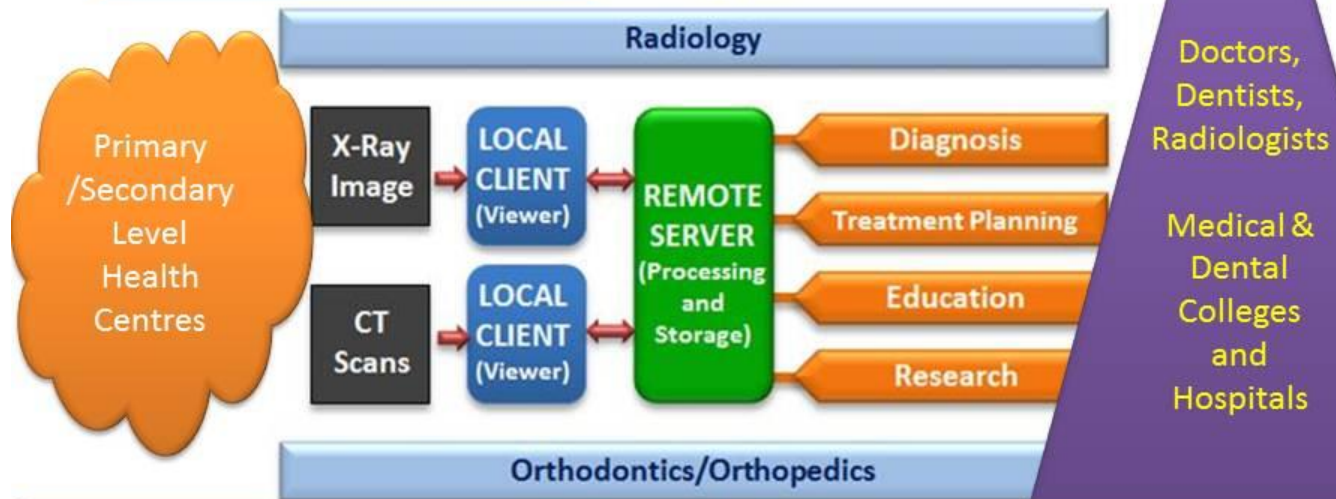 Radiology
Primary
/Secondary
Level
Health
Centres
X-Ray
Image
LOCAL
CLIENT
(Viewer)
CT
Scans
LOCAL
CLIENT
(Viewer)
REMOTE
SERVER
(Processing
and
Storage)
Diagnosis
Treatment Planning
Education
Research
Doctors,
Dentists,
Radiologists
Medical &
Dental
Colleges
and
Hospitals
Orthodontics/Orthopedics